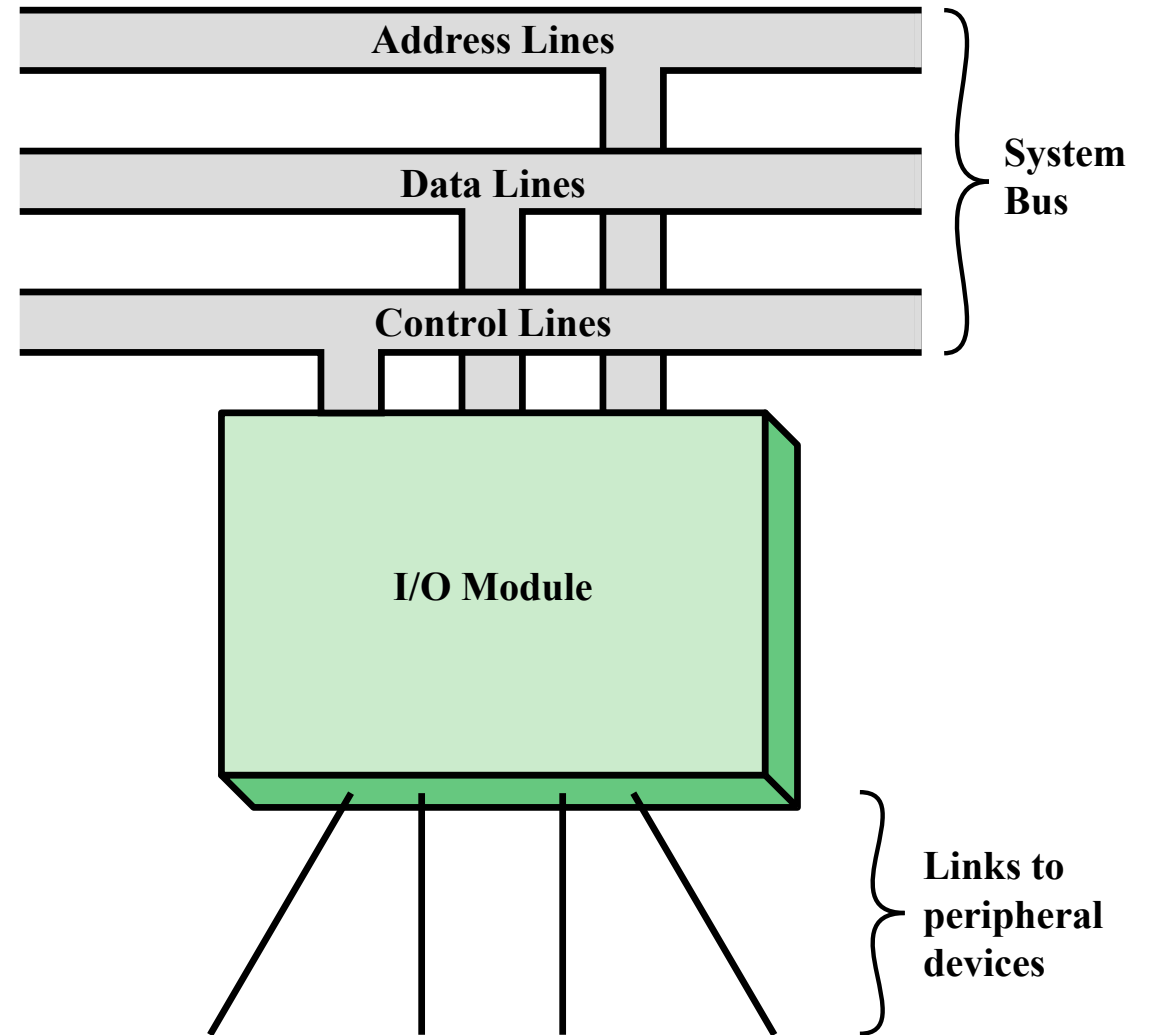 Address Lines
System
Bus
Data Lines
Control Lines
I/O Module
Links to
peripheral
devices